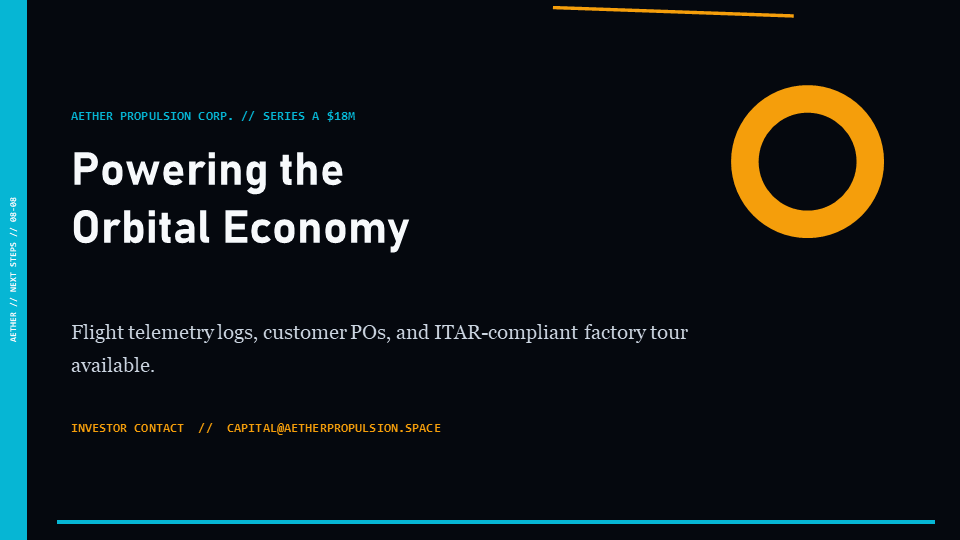 AETHER // NEXT STEPS // 08-08
AETHER PROPULSION CORP. // SERIES A $18M
Powering the
Orbital Economy
Flight telemetry logs, customer POs, and ITAR-compliant factory tour
available.
INVESTOR CONTACT // CAPITAL@AETHERPROPULSION.SPACE